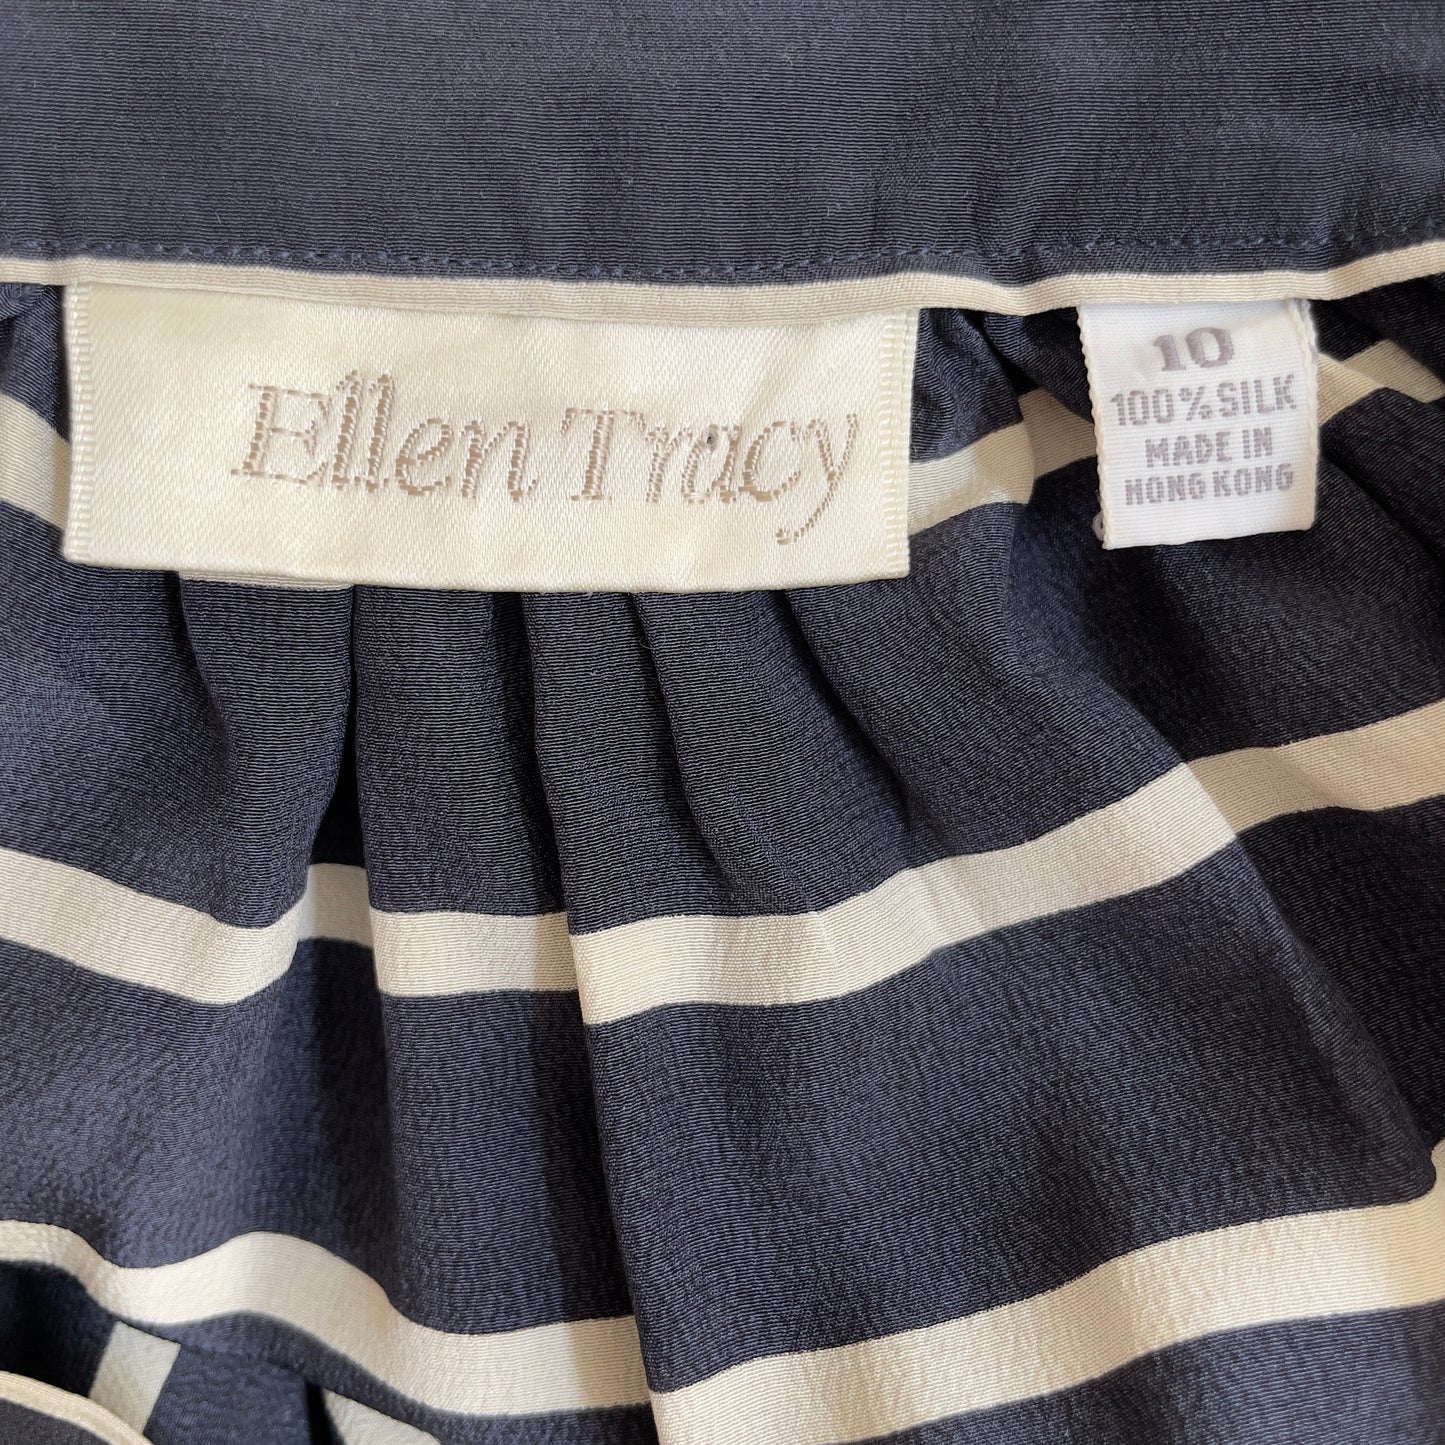 Ellen Tracy
10
100% SILK
MADE IN
HONG KONG